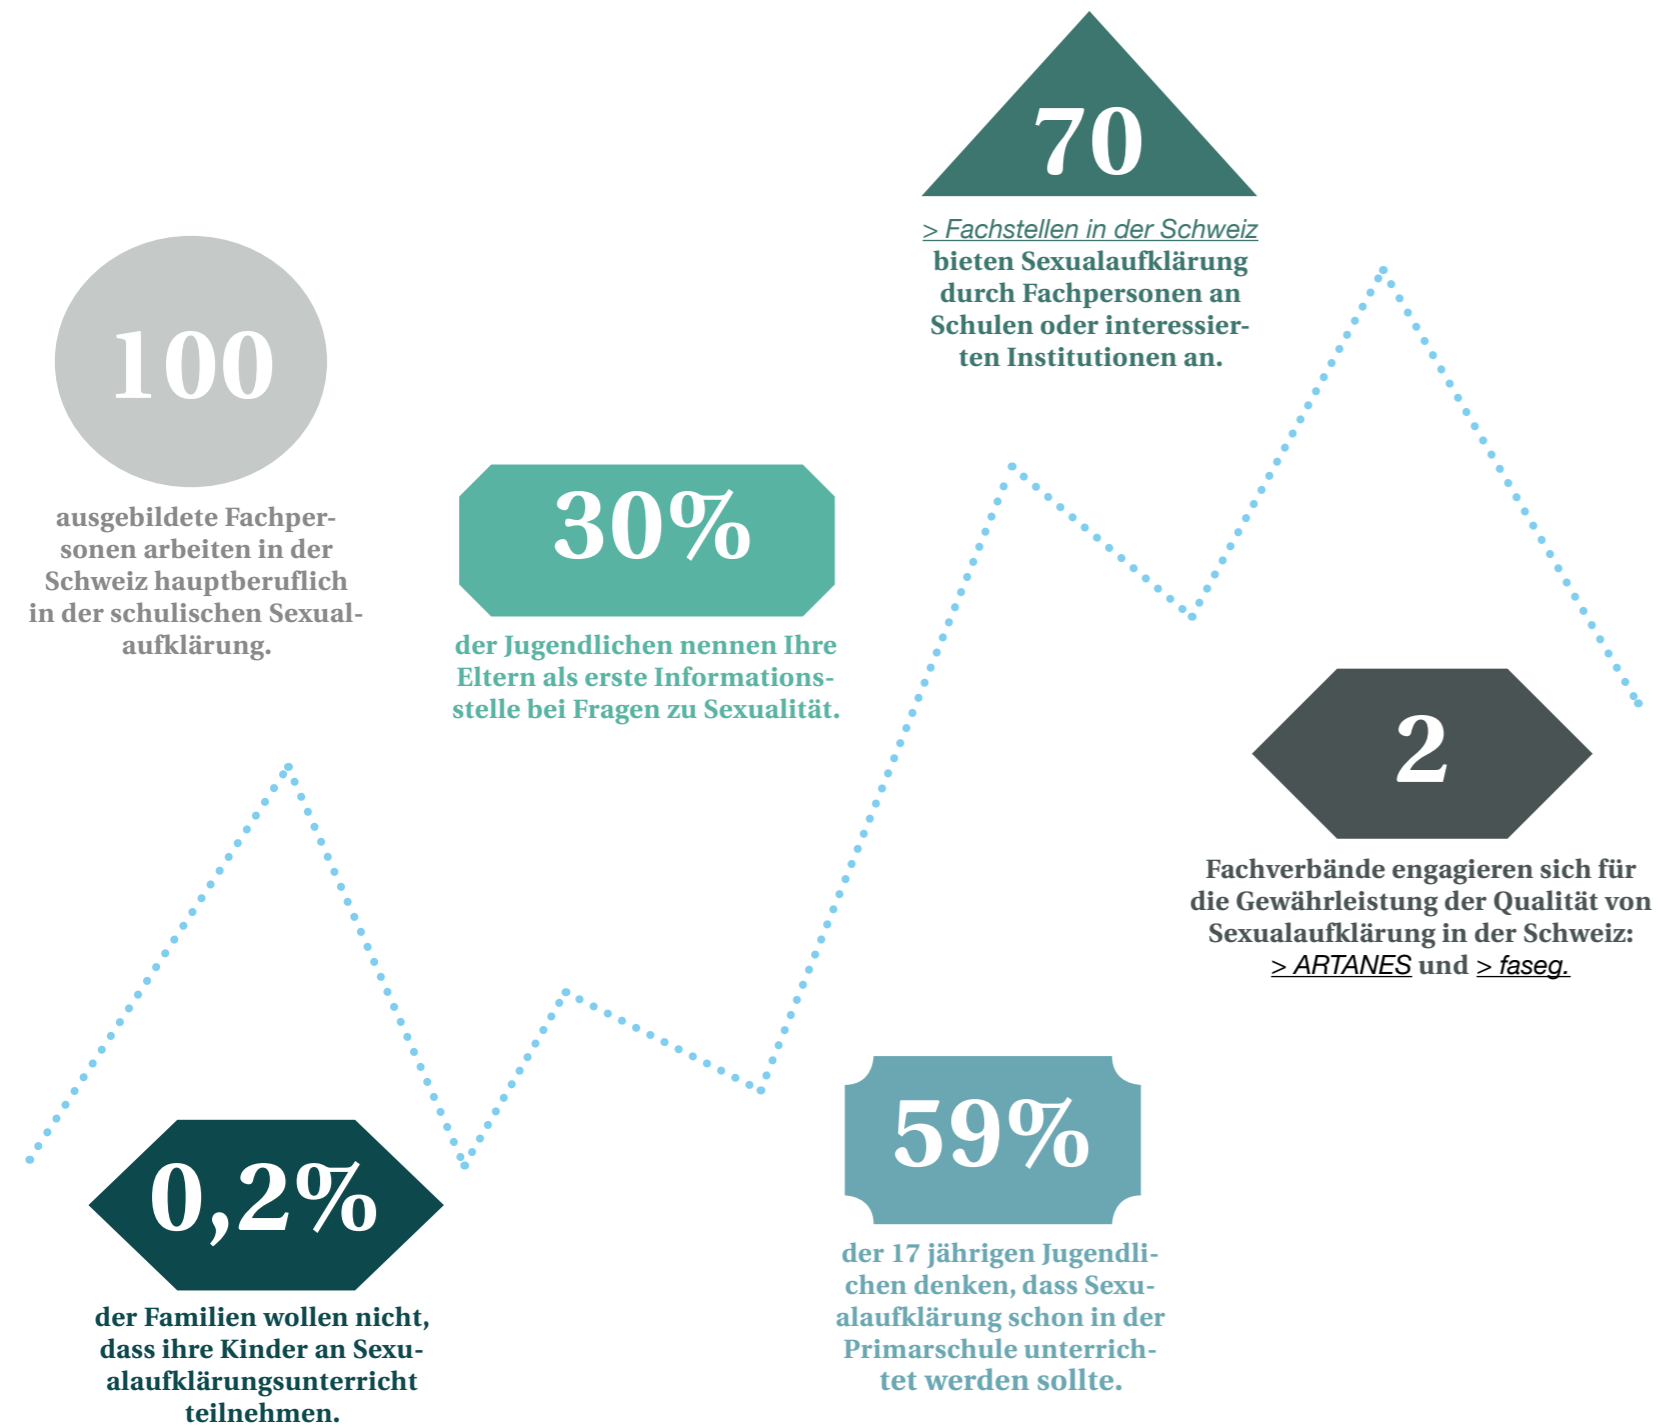 70
> Fachstellen in der Schweiz
bieten Sexualaufklärung
durch Fachpersonen an
Schulen oder interessier-
ten Institutionen an.
100
ausgebildete Fachper-
sonen arbeiten in der
Schweiz hauptberuflich
in der schulischen Sexual-
aufklärung.
30%
der Jugendlichen nennen Ihre
Eltern als erste Informations-
stelle bei Fragen zu Sexualität.
2
Fachverbände engagieren sich für
die Gewährleistung der Qualität von
Sexualaufklärung in der Schweiz:
> ARTANES und > faseg.
0,2%
der Familien wollen nicht,
dass ihre Kinder an Sexu-
alaufklärungsunterricht
teilnehmen.
59%
der 17 jährigen Jugendli-
chen denken, dass Sexu-
alaufklärung schon in der
Primarschule unterrich-
tet werden sollte.